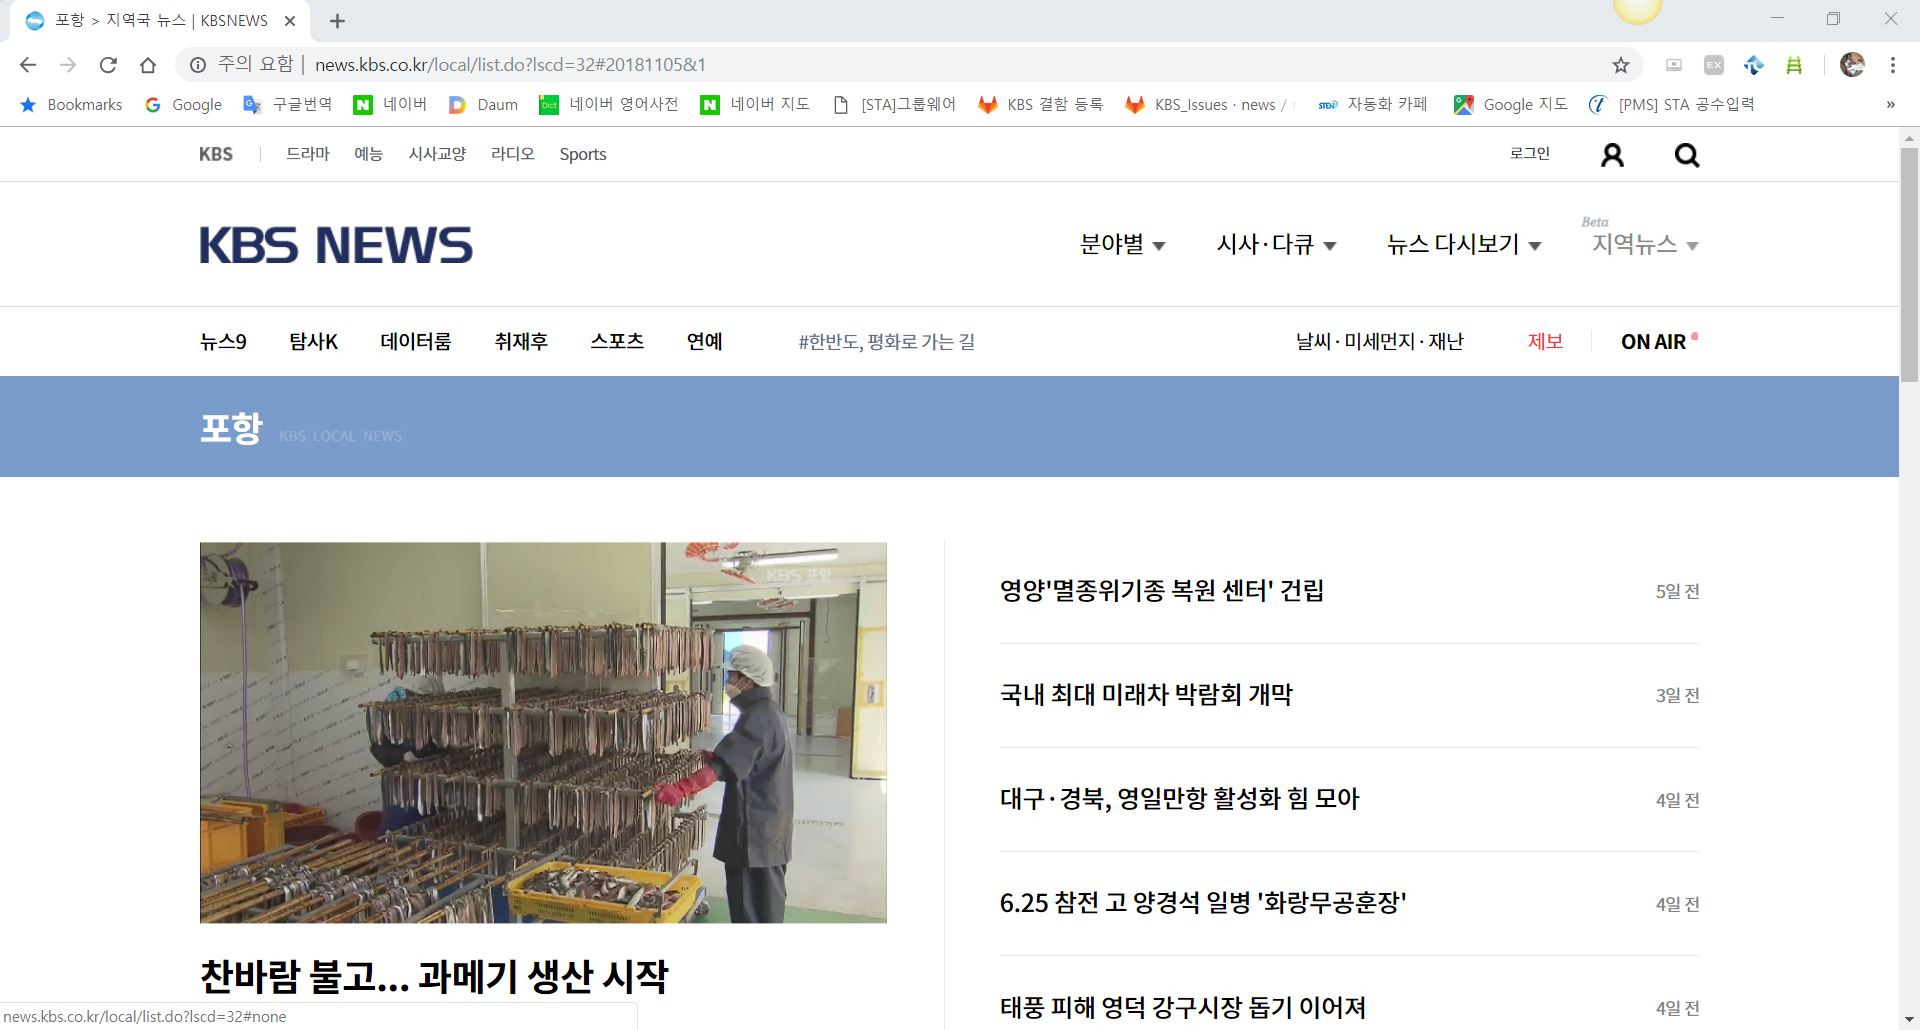 포항 > 지역국 뉴스 | KBSNEWS
주의 요함 | news.kbs.co.kr/local/list.do?lscd=32#20181105&1
Bookmarks Google 구글번역 네이버 Daum 네이버 영어사전 네이버 지도 [STA]그룹웨어 KBS 결함 등록 KBS_Issues · news / 자동화 카페 Google 지도 [PMS] STA 공수입력
KBS 드라마 예능 시사교양 라디오 Sports 로그인
KBS NEWS
분야별 시사·다큐 뉴스 다시보기 Beta 지역뉴스
뉴스9 탐사K 데이터룸 취재후 스포츠 연예 #한반도, 평화로 가는 길 날씨·미세먼지·재난 제보 ON AIR
포항 KBS LOCAL NEWS
KBS 포항
찬바람 불고... 과메기 생산 시작
영양'멸종위기종 복원 센터' 건립 5일 전
국내 최대 미래차 박람회 개막 3일 전
대구·경북, 영일만항 활성화 힘 모아 4일 전
6.25 참전 고 양경석 일병 '화랑무공훈장' 4일 전
태풍 피해 영덕 강구시장 돕기 이어져 4일 전
news.kbs.co.kr/local/list.do?lscd=32#none